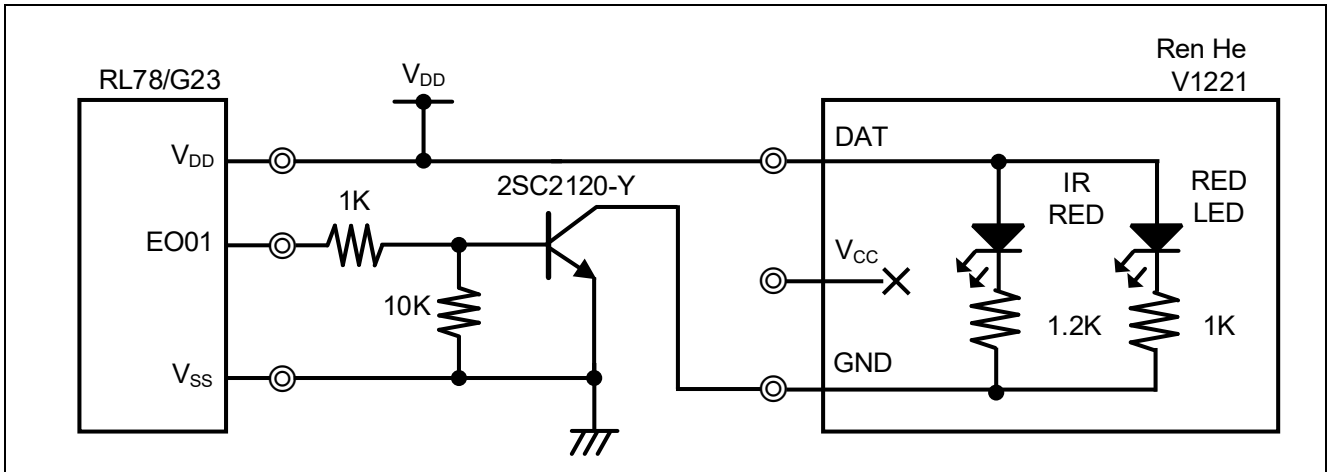 Ren He
V1221
RL78/G23
V_DD
V_DD
DAT
2SC2120-Y
1K
IR
RED
RED
LED
EO01
V_CC
10K
1.2K
1K
V_SS
GND